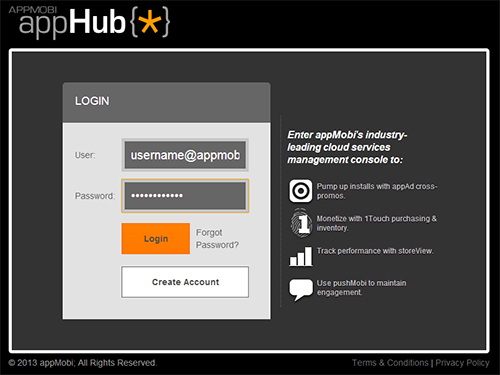 APPMOBI
appHub{*}
LOGIN
User:
username@appmob
Password:
••••••••••••
Login
Forgot
Password?
Create Account
Enter appMobi's industry-
leading cloud services
management console to:
Pump up installs with appAd cross-
promos.
1
Monetize with 1Touch purchasing &
inventory.
Track performance with storeView.
Use pushMobi to maintain
engagement.
© 2013 appMobi; All Rights Reserved.
Terms & Conditions | Privacy Policy